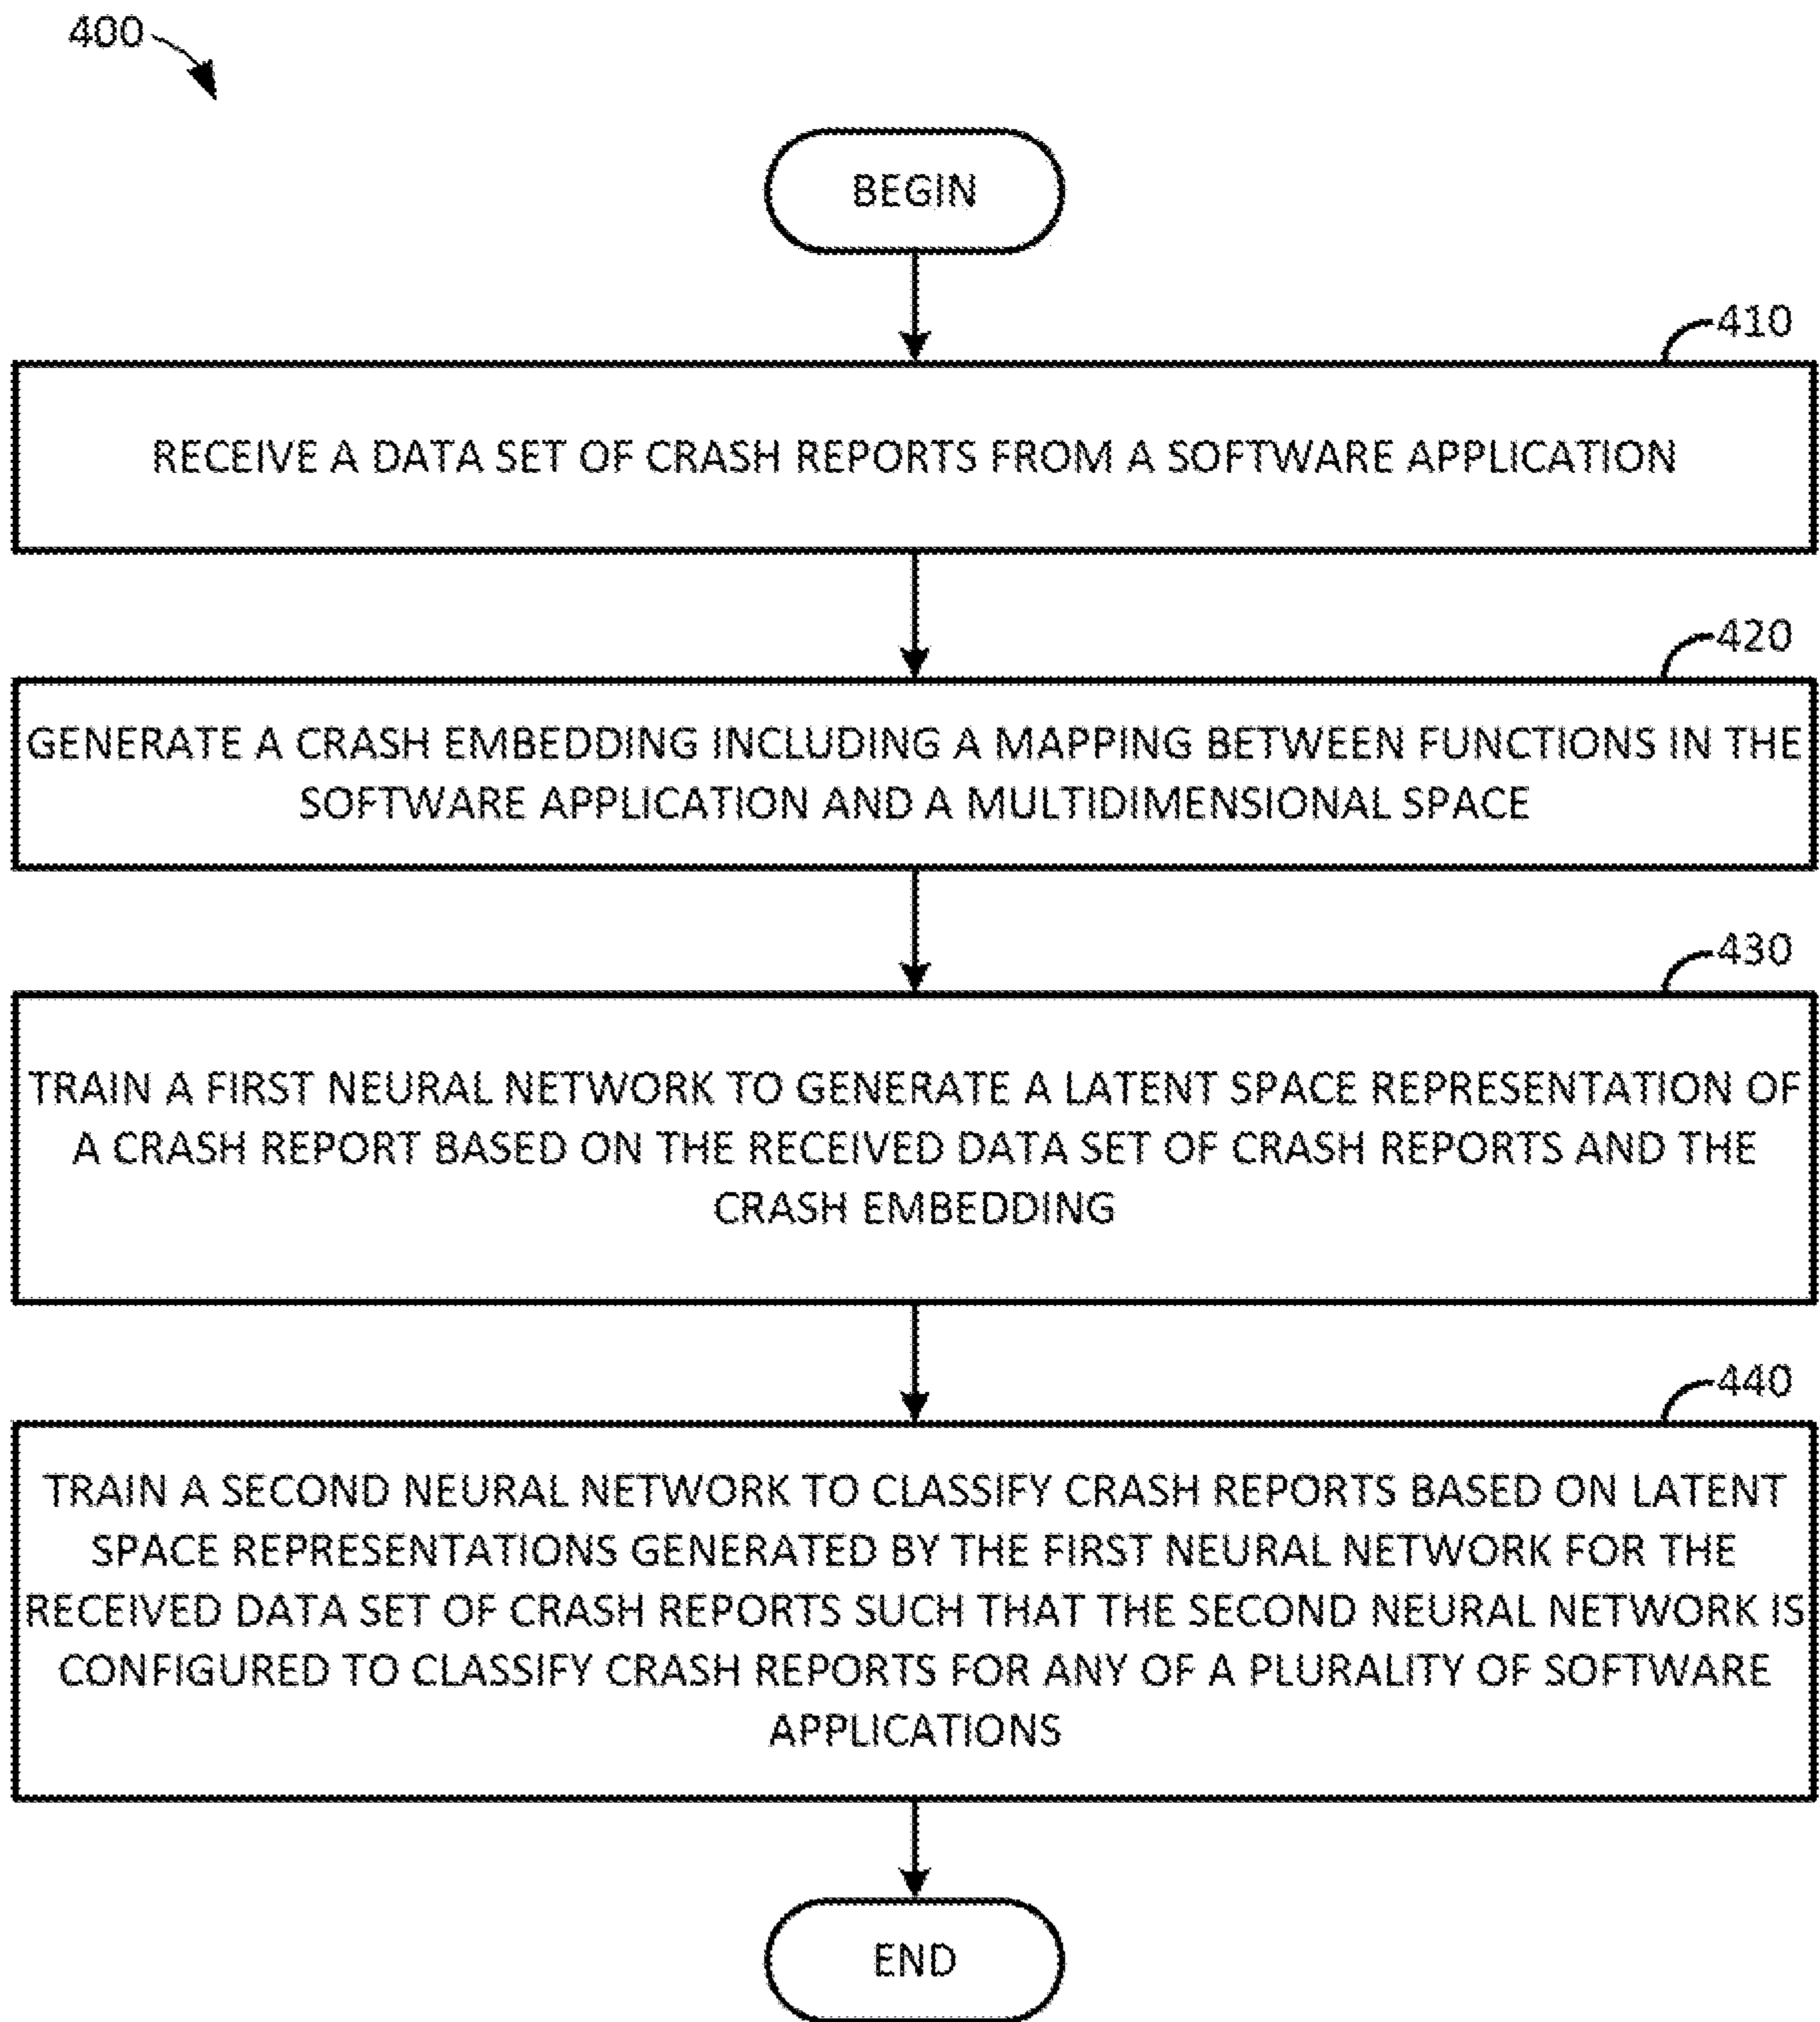 400
BEGIN
410
RECEIVE A DATA SET OF CRASH REPORTS FROM A SOFTWARE APPLICATION
420
GENERATE A CRASH EMBEDDING INCLUDING A MAPPING BETWEEN FUNCTIONS IN THE
SOFTWARE APPLICATION AND A MULTIDIMENSIONAL SPACE
430
TRAIN A FIRST NEURAL NETWORK TO GENERATE A LATENT SPACE REPRESENTATION OF
A CRASH REPORT BASED ON THE RECEIVED DATA SET OF CRASH REPORTS AND THE
CRASH EMBEDDING
440
TRAIN A SECOND NEURAL NETWORK TO CLASSIFY CRASH REPORTS BASED ON LATENT
SPACE REPRESENTATIONS GENERATED BY THE FIRST NEURAL NETWORK FOR THE
RECEIVED DATA SET OF CRASH REPORTS SUCH THAT THE SECOND NEURAL NETWORK IS
CONFIGURED TO CLASSIFY CRASH REPORTS FOR ANY OF A PLURALITY OF SOFTWARE
APPLICATIONS
END